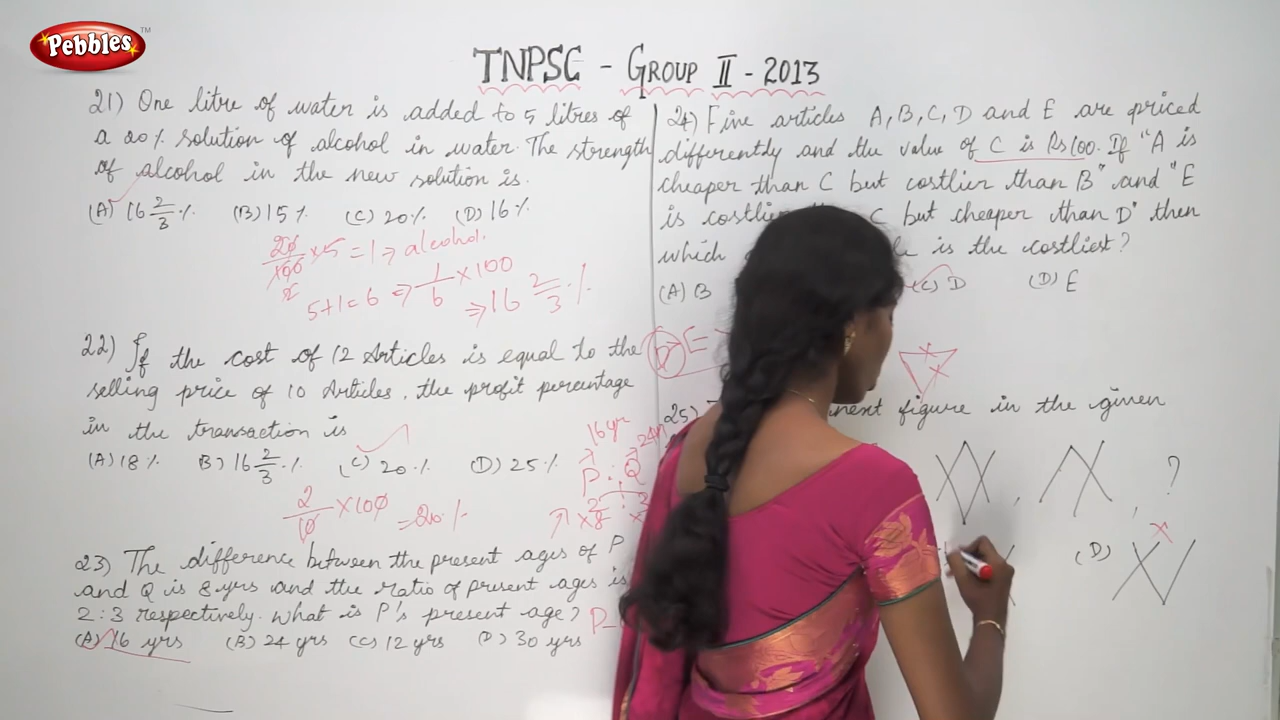 Pebbles™
TNPSC - GROUP II - 2013
21) One litre of water is added to 5 litres of
a 20% solution of alcohol in water. The strength
of alcohol in the new solution is.
(A) 16 2/3 % (B) 15% (C) 20% (D) 16%
20/100 x 5 = 1 → alcohol.
5+1=6 ⇒ 1/6 x 100
⇒ 16 2/3 %
22) If the cost of 12 Articles is equal to the
selling price of 10 Articles, the profit percentage
in the transaction is
(A) 18% B) 16 2/3 % (C) 20% (D) 25%
2/10 x 100 = 20%
16yr
P : Q
23) The difference between the present ages of P
and Q is 8 yrs and the ratio of present ages is
2:3 respectively. What is P's present age?
(A) 16 yrs (B) 24 yrs (C) 12 yrs (D) 30 yrs
24) Five articles A, B, C, D and E are priced
differently and the value of C is Rs100. If "A is
cheaper than C but costlier than B" and "E
is C but cheaper than D" then
which is the costliest?
(A) B (C) D (D) E
D > E
25) figure in the given
, , ?
(D)